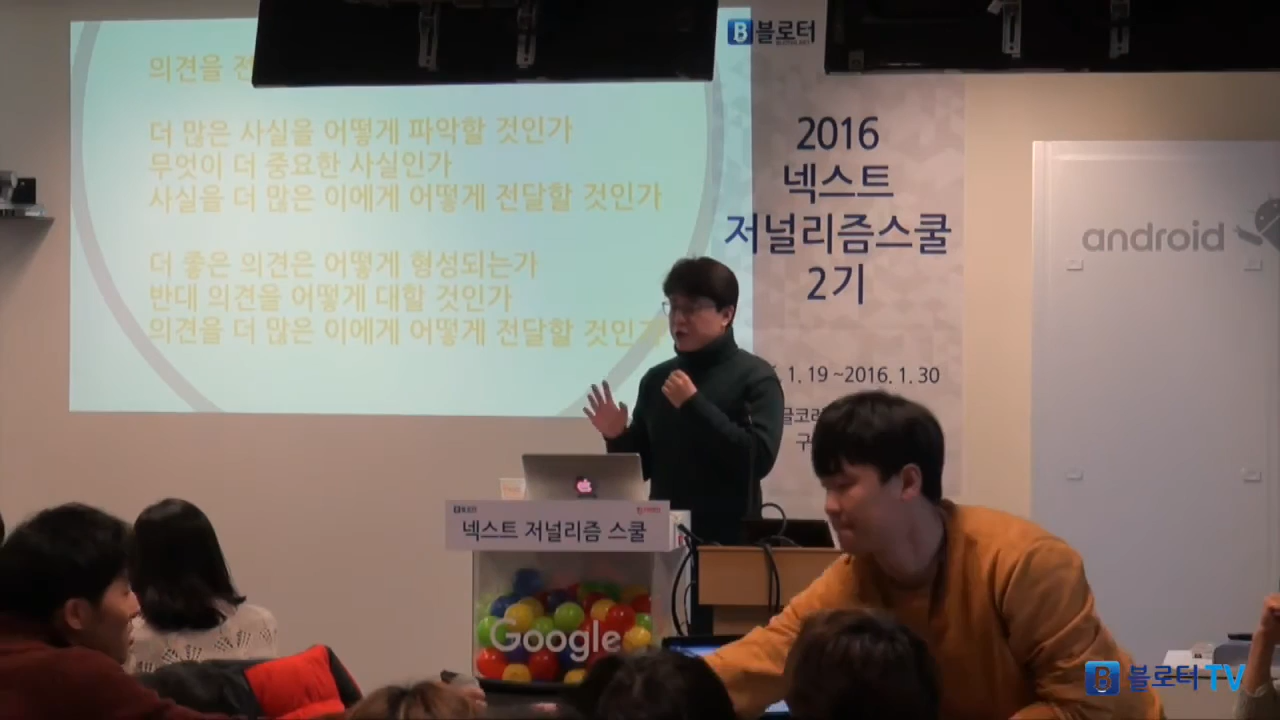 의견을 전
더 많은 사실을 어떻게 파악할 것인가
무엇이 더 중요한 사실인가
사실을 더 많은 이에게 어떻게 전달할 것인가
더 좋은 의견은 어떻게 형성되는가
반대 의견을 어떻게 대할 것인가
의견을 더 많은 이에게 어떻게 전달할 것인가
B 블로터
2016
넥스트
저널리즘스쿨
2기
1. 19 ~2016. 1. 30
글코리
구
android
넥스트 저널리즘 스쿨
Google
B 블로터TV